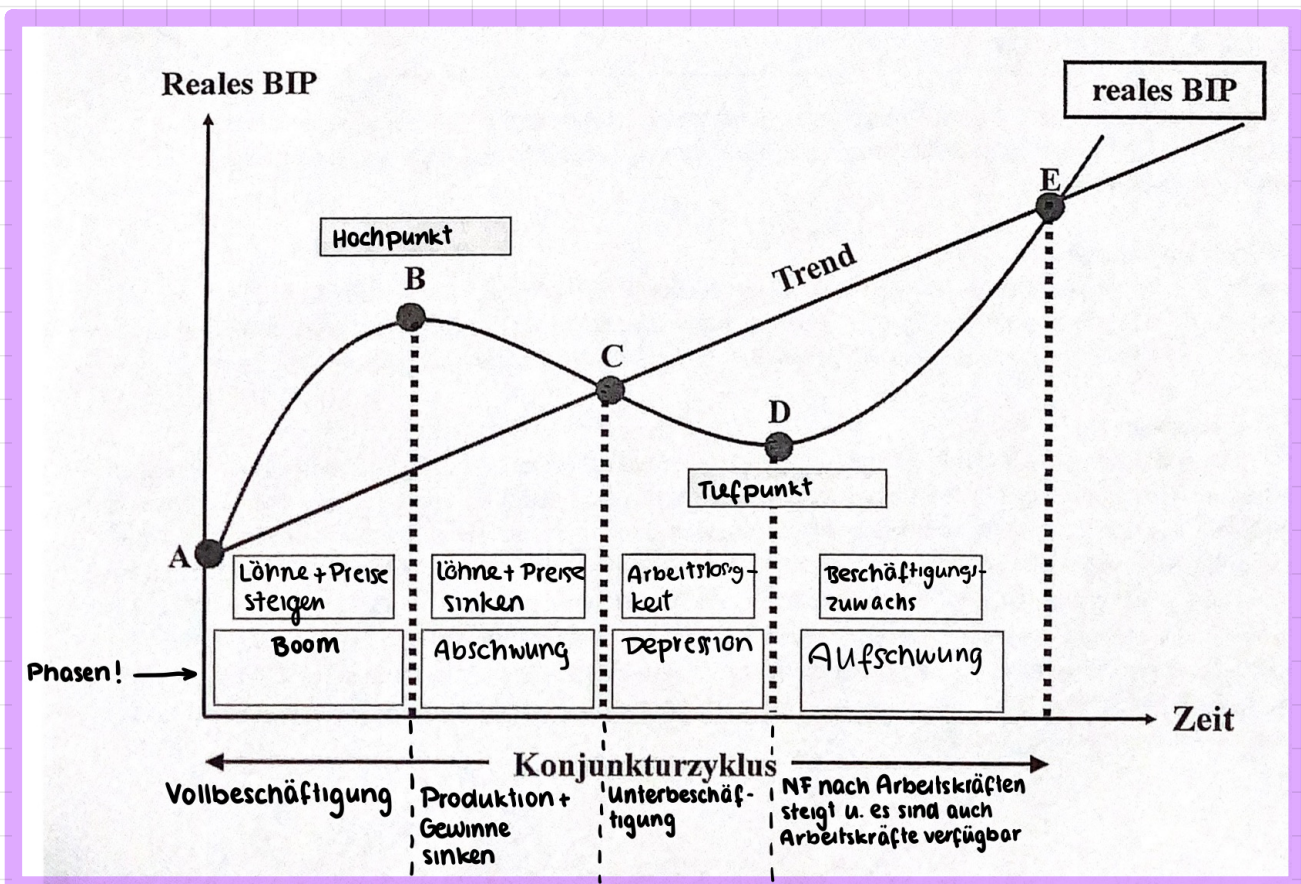 Reales BIP
reales BIP
Hochpunkt
B
E
Trend
C
D
Tiefpunkt
A
Löhne + Preise
steigen
Löhne + Preise
sinken
Arbeitslosig-
keit
Beschäftigungs-
zuwachs
Phasen!
Boom
Abschwung
Depression
Aufschwung
Zeit
Konjunkturzyklus
Vollbeschäftigung
Produktion +
Gewinne
sinken
Unterbeschäf-
tigung
NF nach Arbeitskräften
steigt u. es sind auch
Arbeitskräfte verfügbar